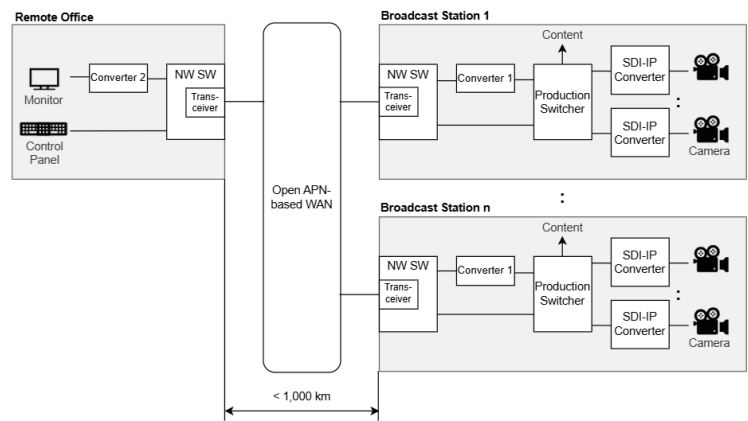 Remote Office
Monitor
Converter 2
NW SW
Trans-
ceiver
Control
Panel
Open APN-
based WAN
< 1,000 km
Broadcast Station 1
NW SW
Trans-
ceiver
Converter 1
Content
Production
Switcher
SDI-IP
Converter
:
SDI-IP
Converter
Camera
:
Broadcast Station n
NW SW
Trans-
ceiver
Converter 1
Content
Production
Switcher
SDI-IP
Converter
:
SDI-IP
Converter
Camera